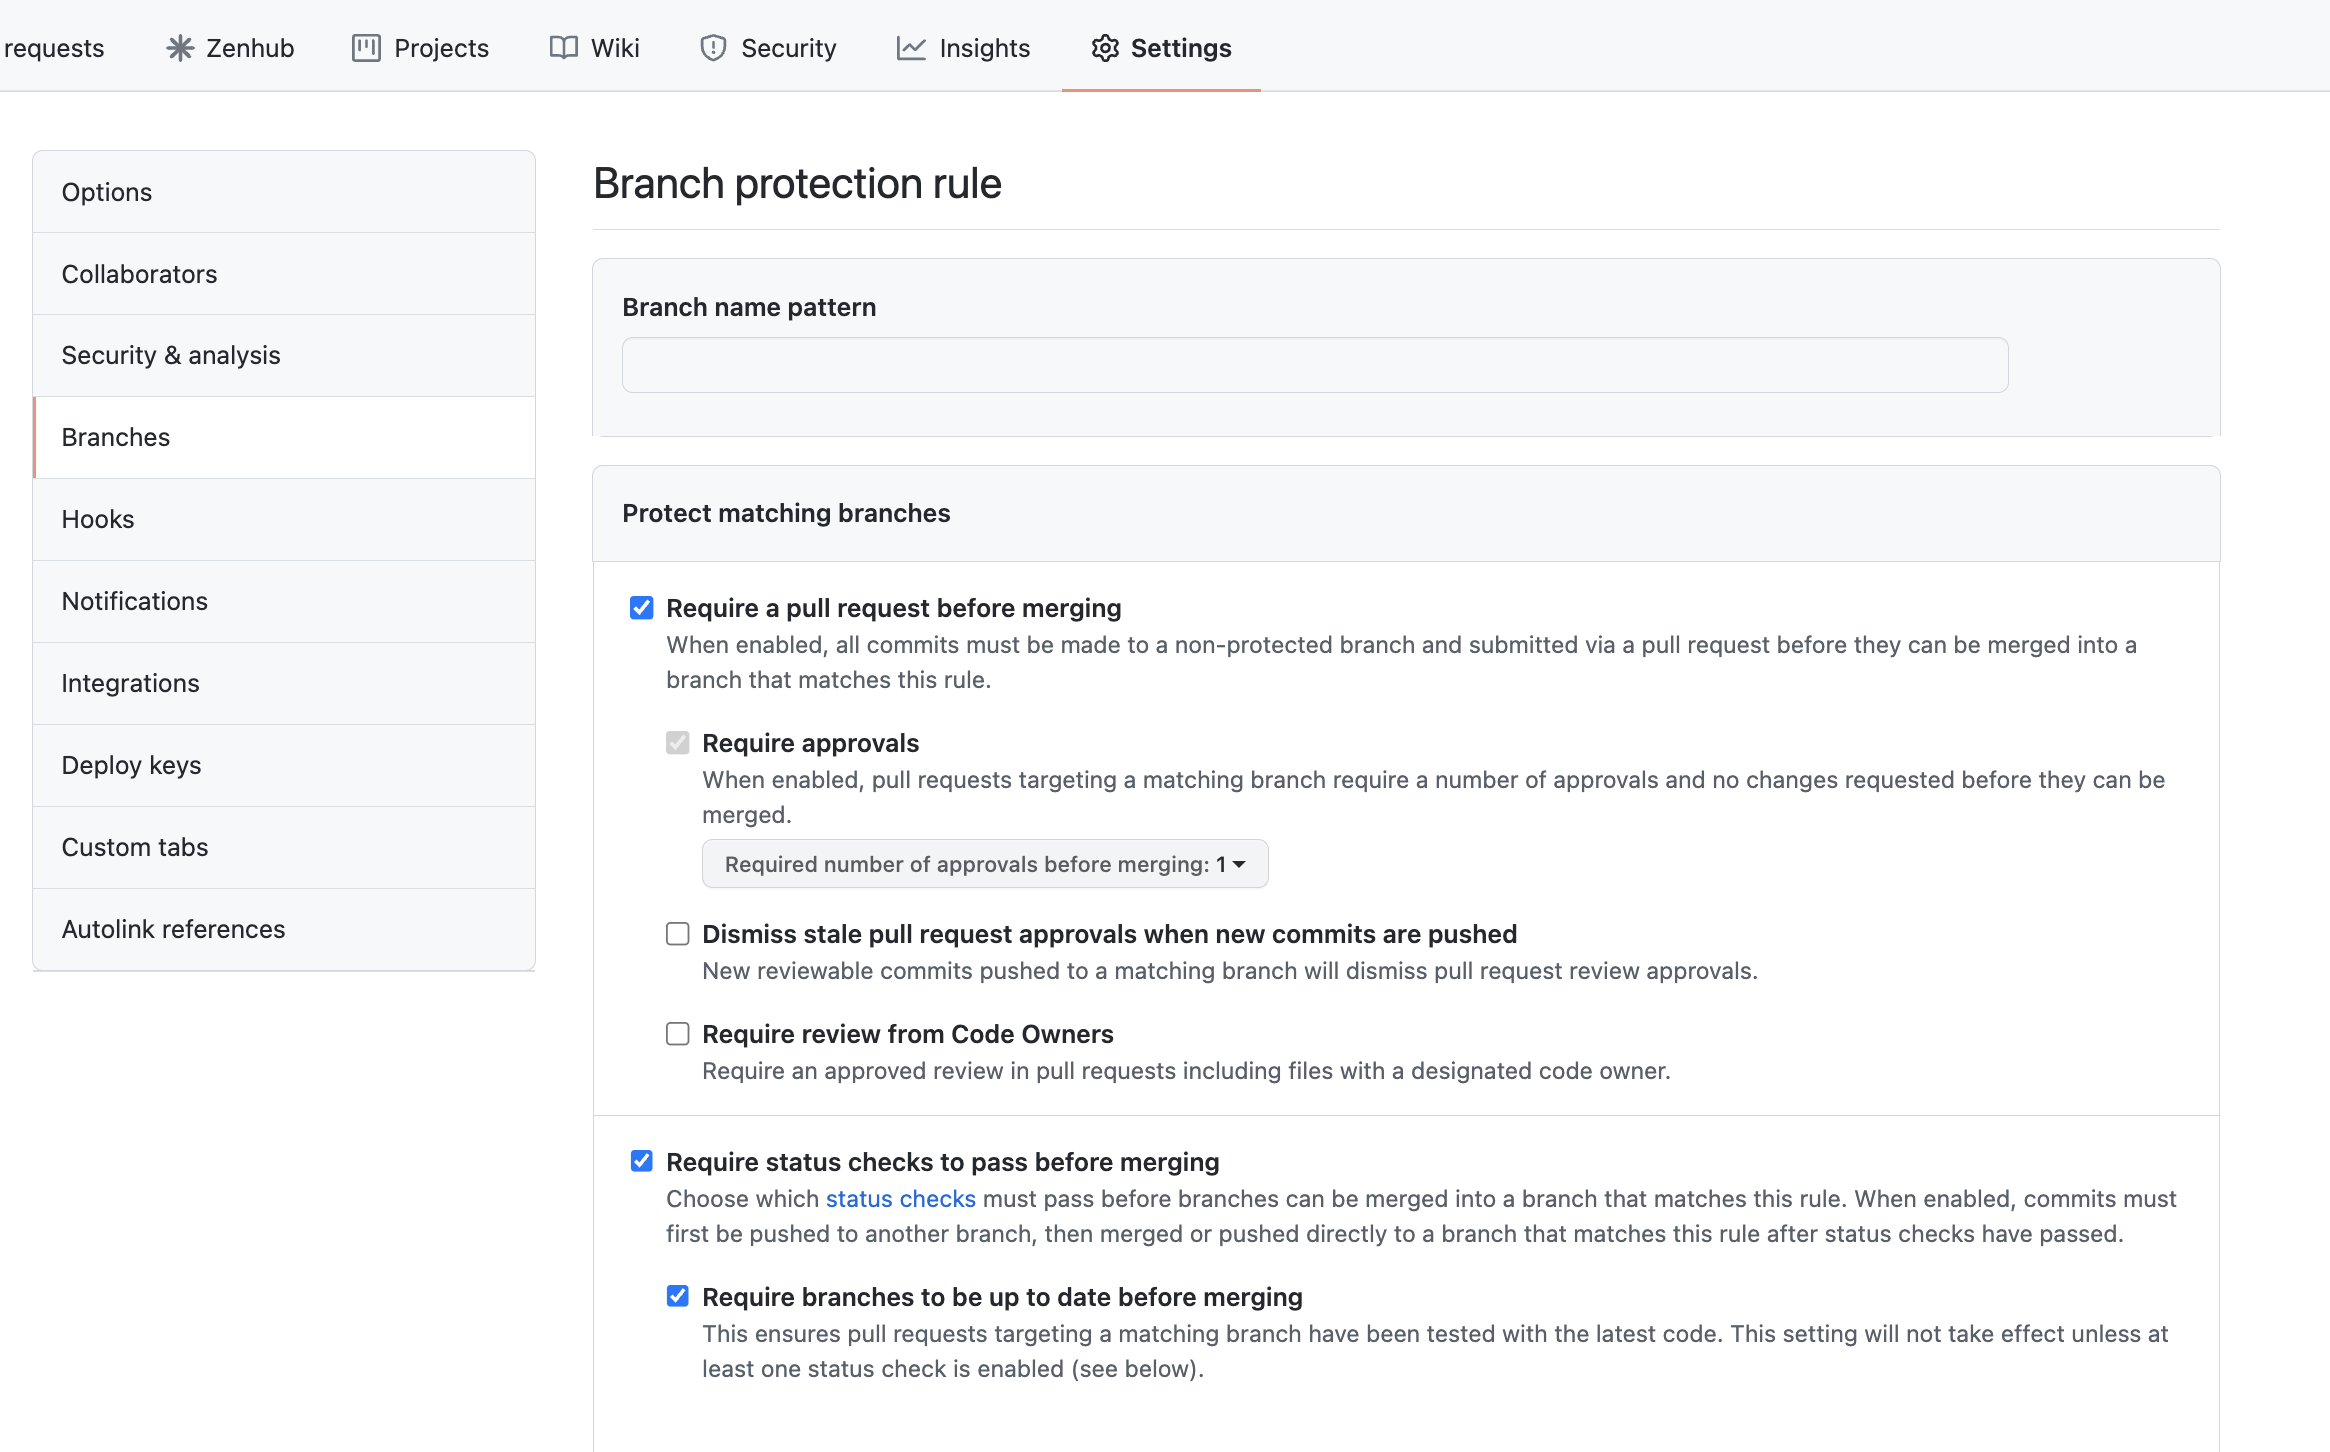 requests Zenhub Projects Wiki Security Insights Settings
Options
Collaborators
Security & analysis
Branches
Hooks
Notifications
Integrations
Deploy keys
Custom tabs
Autolink references
Branch protection rule
Branch name pattern
Protect matching branches
Require a pull request before merging
When enabled, all commits must be made to a non-protected branch and submitted via a pull request before they can be merged into a
branch that matches this rule.
Require approvals
When enabled, pull requests targeting a matching branch require a number of approvals and no changes requested before they can be
merged.
Required number of approvals before merging: 1
Dismiss stale pull request approvals when new commits are pushed
New reviewable commits pushed to a matching branch will dismiss pull request review approvals.
Require review from Code Owners
Require an approved review in pull requests including files with a designated code owner.
Require status checks to pass before merging
Choose which status checks must pass before branches can be merged into a branch that matches this rule. When enabled, commits must
first be pushed to another branch, then merged or pushed directly to a branch that matches this rule after status checks have passed.
Require branches to be up to date before merging
This ensures pull requests targeting a matching branch have been tested with the latest code. This setting will not take effect unless at
least one status check is enabled (see below).